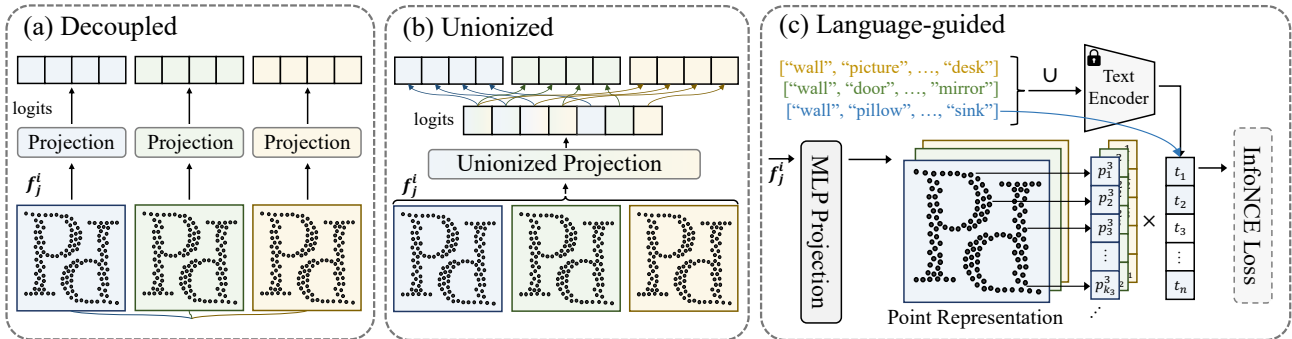 (a) Decoupled
logits
Projection Projection Projection
f_j^i
(b) Unionized
logits
Unionized Projection
f_j^i
(c) Language-guided
[“wall”, “picture”, …, “desk”]
[“wall”, “door”, …, ”mirror”]
[“wall”, “pillow”, …, “sink”]
∪
Text
Encoder
f_j^i
MLP Projection
Point Representation
p_1^3
p_2^3
p_3^3
⋮
p_{k_3}^3
⋱
×
t_1
t_2
t_3
⋮
t_n
InfoNCE Loss